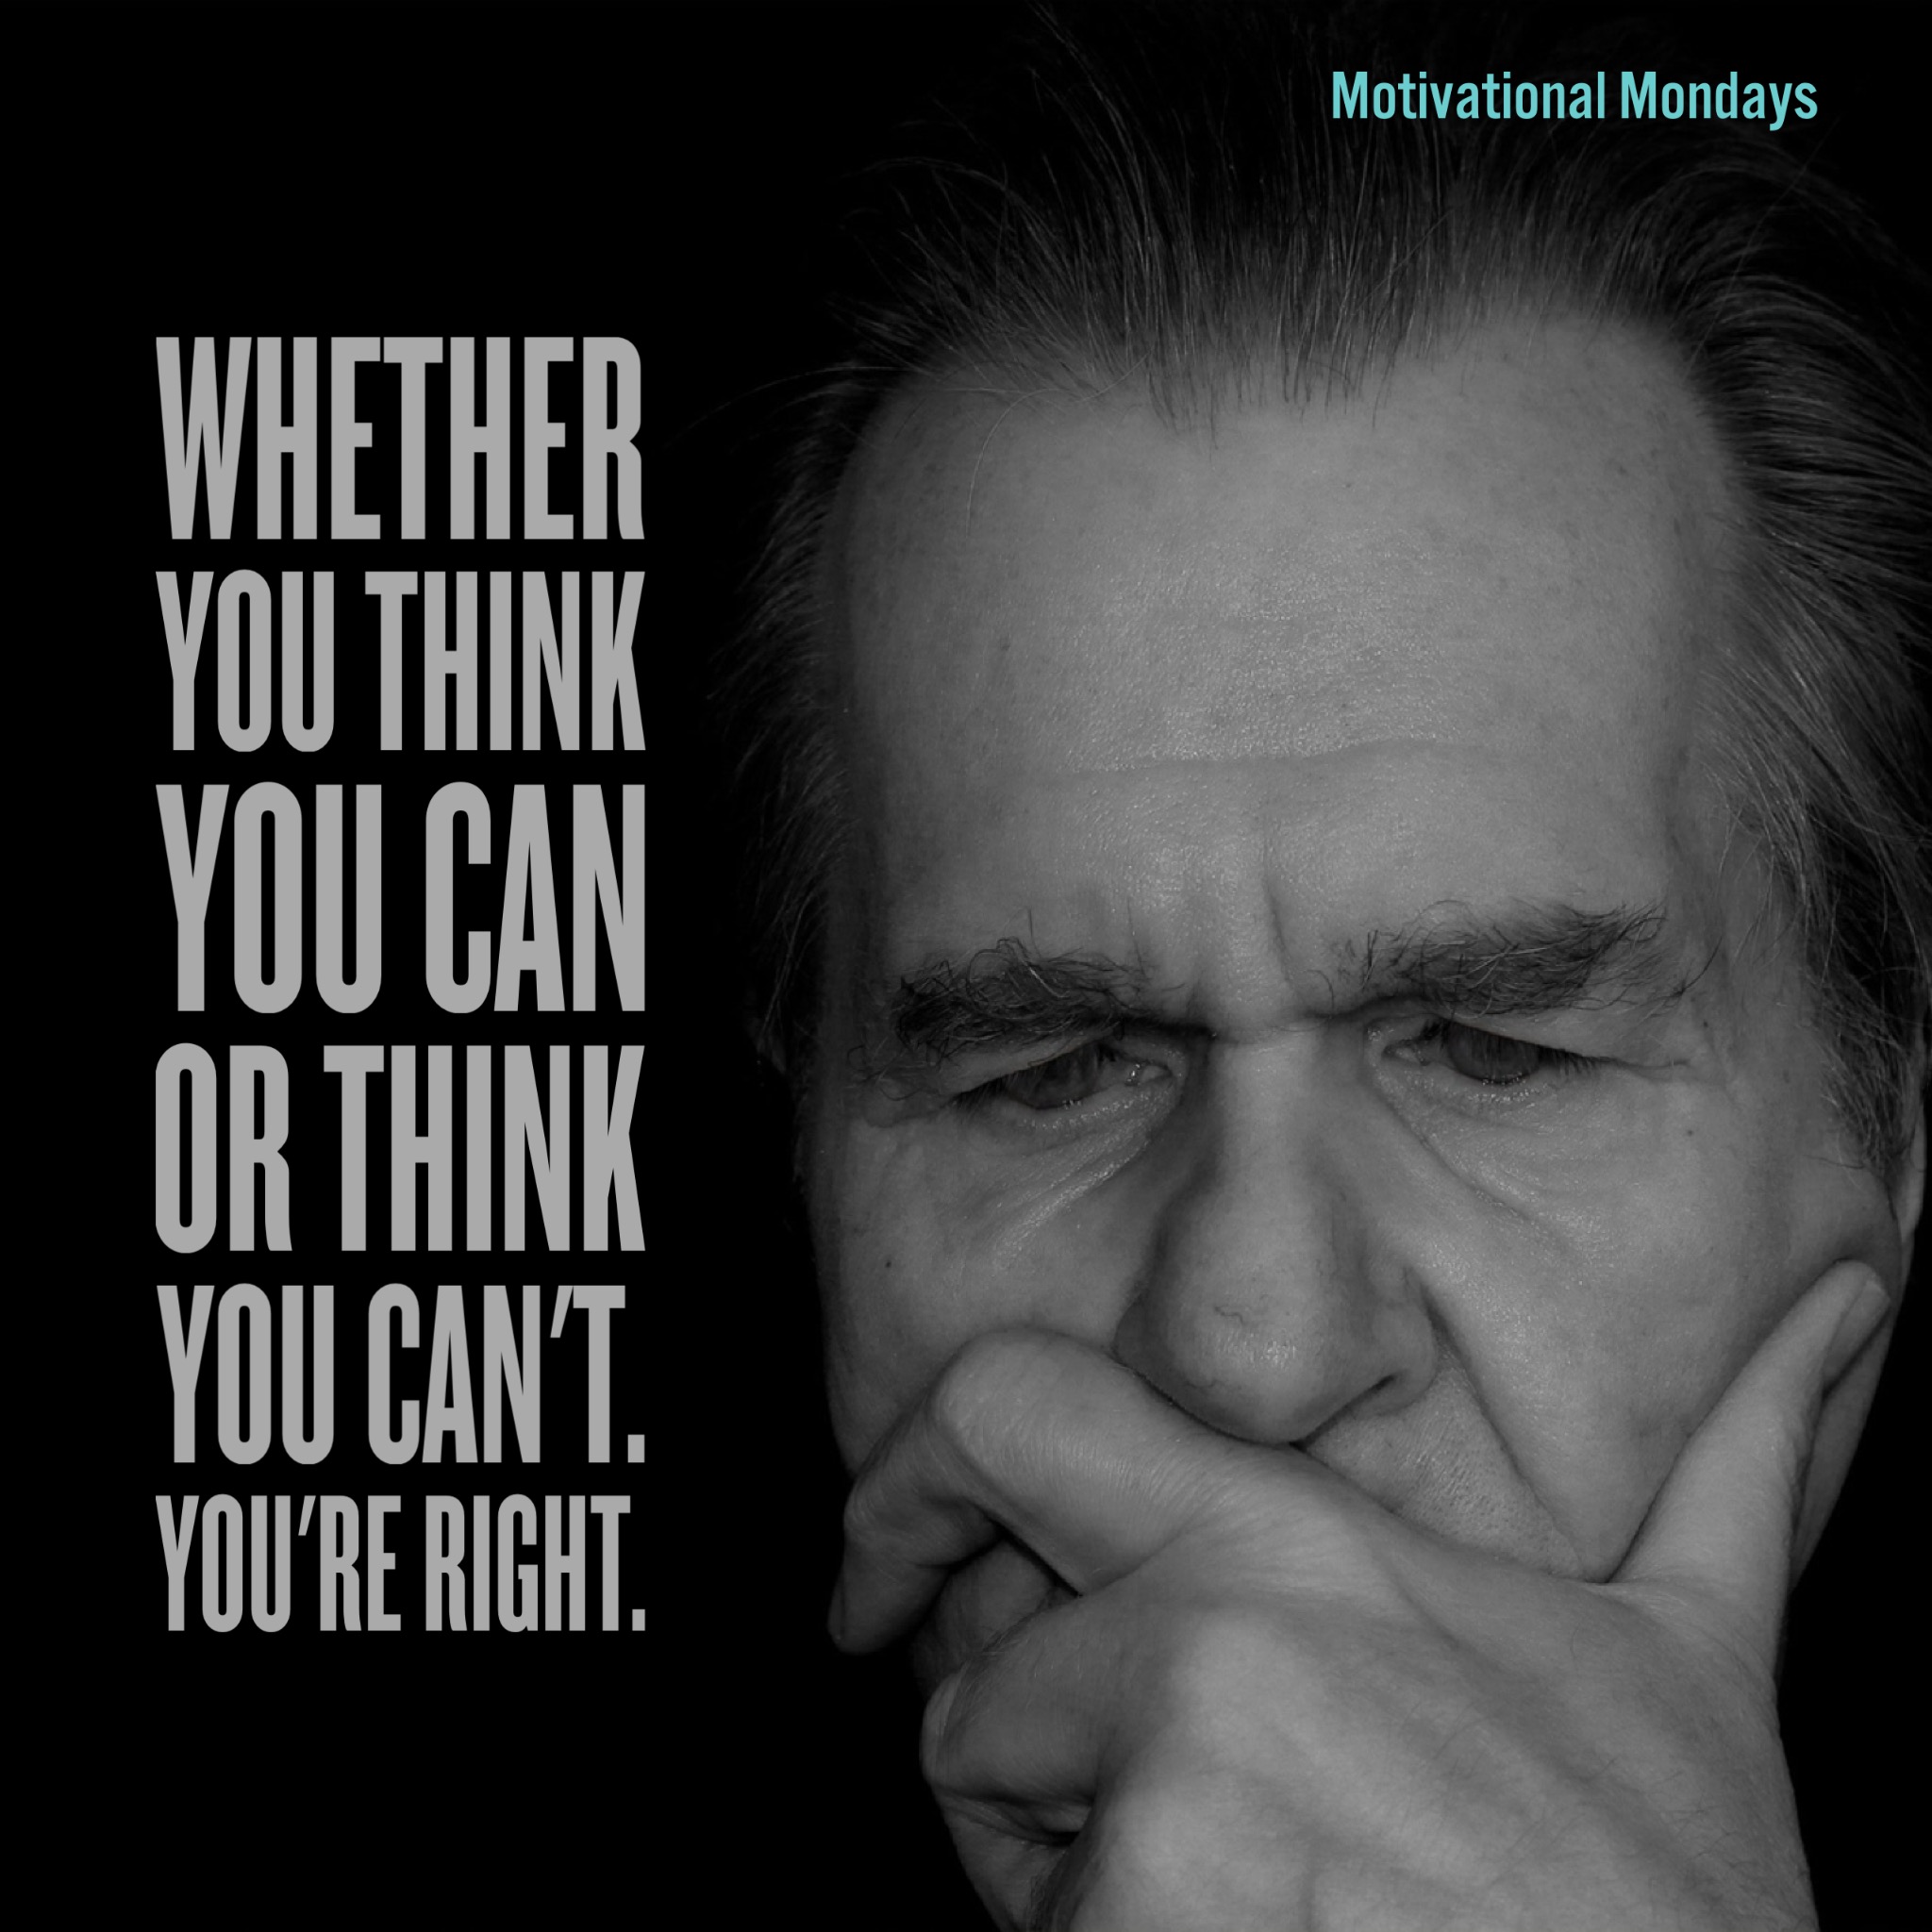 Motivational Mondays
WHETHER
YOU THINK
YOU CAN
OR THINK
YOU CAN'T.
YOU'RE RIGHT.